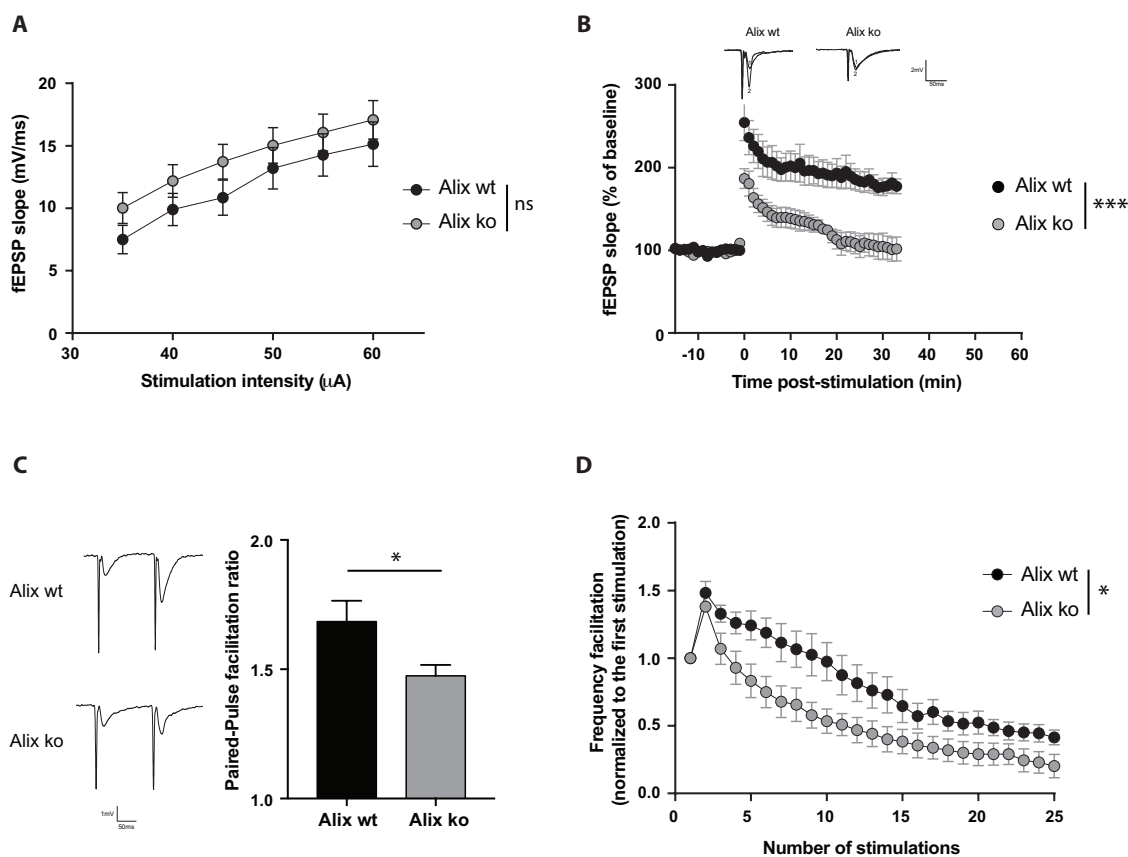 A
20
15
10
5
0
30
40
50
60
fEPSP slope (mV/ms)
Stimulation intensity (μA)
Alix wt
Alix ko
ns
B
Alix wt
Alix ko
1
2
1
2
2mV
50ms
300
200
100
0
-10
0
10
20
30
40
50
60
fEPSP slope (% of baseline)
Time post-stimulation (min)
Alix wt
Alix ko
***
C
Alix wt
Alix ko
1mV
50ms
2.0
1.5
1.0
Paired-Pulse facilitation ratio
*
Alix wt
Alix ko
D
2.0
1.5
1.0
0.5
0.0
0
5
10
15
20
25
Frequency facilitation
(normalized to the first stimulation)
Number of stimulations
Alix wt
Alix ko
*